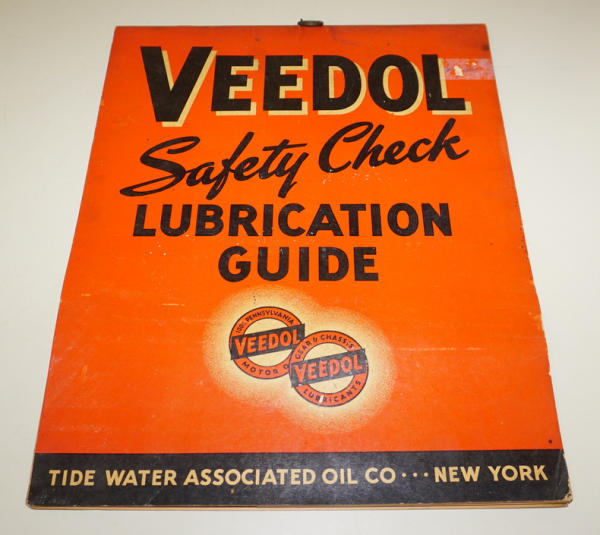 VEEDOL
Safety Check
LUBRICATION
GUIDE
100% PENNSYLVANIA
VEEDOL
MOTOR
GEAR & CHASSIS
VEEDOL
LUBRICANTS
TIDE WATER ASSOCIATED OIL CO··· NEW YORK